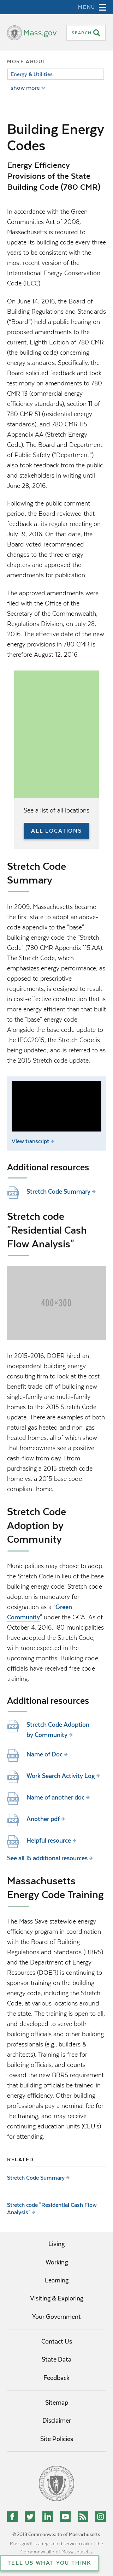 MENU
Mass.gov
SEARCH
MORE ABOUT
Energy & Utilities
show more
Building Energy
Codes
Energy Efficiency
Provisions of the State
Building Code (780 CMR)
In accordance with the Green
Communities Act of 2008,
Massachusetts is required to
update its building code every
three years to be consistent
with the most recent version of
International Energy Conservation
Code (IECC).
On June 14, 2016, the Board of
Building Regulations and Standards
("Board") held a public hearing on
proposed amendments to the
current, Eighth Edition of 780 CMR
(the building code) concerning
energy standards. Specifically, the
Board solicited feedback and took
testimony on amendments to 780
CMR 13 (commercial energy
efficiency standards), section 11 of
780 CMR 51 (residential energy
standards), and 780 CMR 115
Appendix AA (Stretch Energy
Code). The Board and Department
of Public Safety ("Department")
also took feedback from the public
and stakeholders in writing until
June 28, 2016.
Following the public comment
period, the Board reviewed that
feedback at its regular meeting on
July 19, 2016. On that date, the
Board voted recommended
changes to the three energy
chapters and approved the
amendments for publication
The approved amendments were
filed with the Office of the
Secretary of the Commonwealth,
Regulations Division, on July 28,
2016. The effective date of the new
energy provisions in 780 CMR is
therefore August 12, 2016.
See a list of all locations
ALL LOCATIONS
Stretch Code
Summary
In 2009, Massachusetts became
the first state to adopt an above-
code appendix to the "base"
building energy code-the "Stretch
Code" (780 CMR Appendix 115.AA).
The Stretch Code, which
emphasizes energy performance,
as opposed to prescriptive
requirements, is designed to result
in cost-effective construction that is
more energy efficient than that built
to the "base" energy code.
Alongside the base code update to
the IECC2015, the Stretch Code is
being updated, and is referred to as
the 2015 Stretch Code code update.
View transcript
Additional resources
Stretch Code Summary
Stretch code
"Residential Cash
Flow Analysis"
400×300
In 2015-2016, DOER hired an
independent building energy
consulting firm to look at the cost-
benefit of building new homes to
single-family and multi-family
homes to the 2015 Stretch
Code. There are examples of rural
natural gas and electric homes
where, in all scenarios, a
homeowner experiences a positive
cash-flow from day 1 from
purchasing a 2015 stretch code
home vs. a 2015 base code
compliant home.
Stretch Code
Adoption by
Community
Municipalities may choose to adopt
the Stretch Code in lieu of the base
building energy code. Stretch code
adoption is mandatory for
designation as a "Green
Community" under the GCA. As of
October 4, 2016, 180 municipalities
have adopted the Stretch Code,
with more expected in the
upcoming months. Building code
officials have received free code
training.
Additional resources
Stretch Code Adoption
by Community
Name of Doc
Work Search Activity Log
Name of another doc
Another pdf
Helpful resource
See all 15 additional resources
Massachusetts
Energy Code Training
The Mass Save statewide energy
efficiency program, in coordination
with the Massachusetts Board of
Building Regulations and Standards
(BBRS) and the Department of
Energy Resources (DOER) is
continuing to sponsor training on
the building energy code, including
the Stretch Code, at various
locations around the state. The
training is open to all, but is
designed for code officials, builders
and other building professionals
e.g., designers & architects).
Training is free for building officials,
and will count towards the BBRS
requirement that two thirds of
building official continuing education
be training in energy. Other
participants may pay a nominal fee,
and may receive continuing
education units (CEU's) for
attending.
RELATED
Stretch Code Summary
Stretch code "Residential Cash Flow
Analysis"
Living
Working
Learning
Visiting & Exploring
Your Government
Contact Us
State Data
Feedback
Sitemap
Disclaimer
Site Policies
© 2018 Commonwealth of Massachusetts.
Mass.gov® is a registered service mark of the
Commonwealth of Massachusetts.
TELL US WHAT YOU THINK